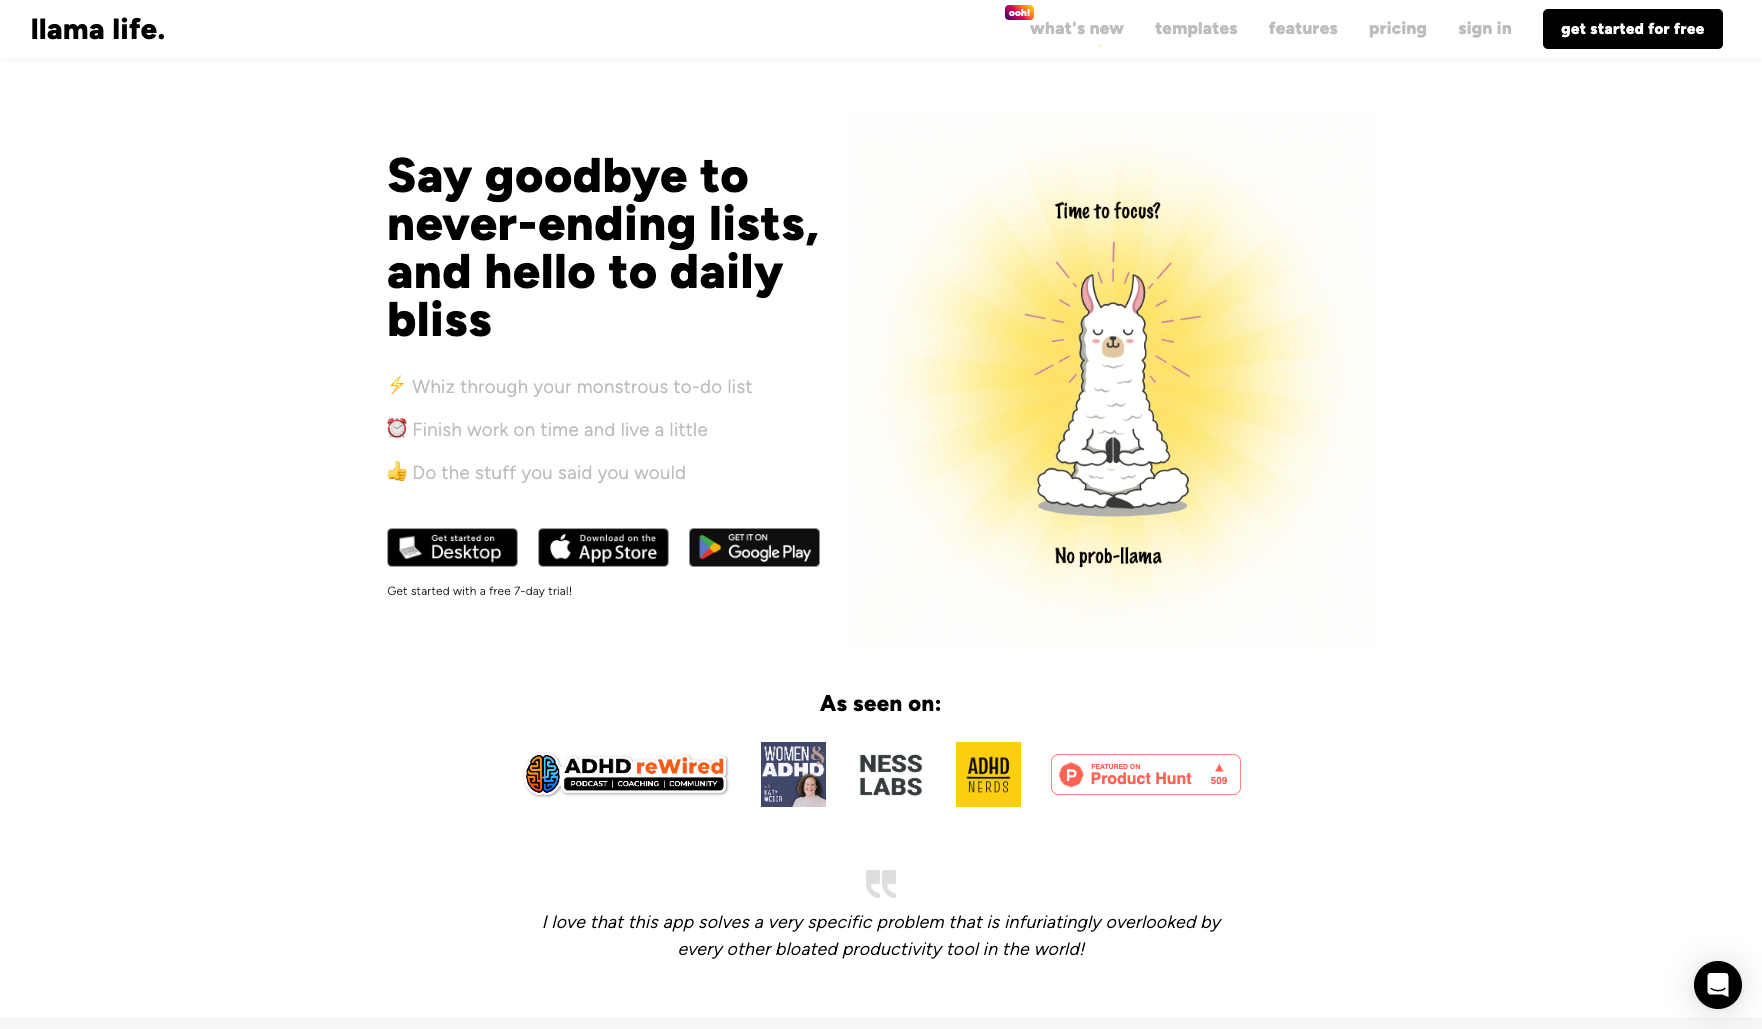 llama life.
ooh!
what's new
templates
features
pricing
sign in
get started for free
Say goodbye to
never-ending lists,
and hello to daily
bliss
Whiz through your monstrous to-do list
Finish work on time and live a little
Do the stuff you said you would
Get started on
Desktop
Download on the
App Store
GET IT ON
Google Play
Get started with a free 7-day trial!
Time to focus?
No prob-llama
As seen on:
ADHD reWired
PODCAST | COACHING | COMMUNITY
WOMEN &
ADHD
NESS
LABS
ADHD
NERDS
FEATURED ON
Product Hunt
509
I love that this app solves a very specific problem that is infuriatingly overlooked by
every other bloated productivity tool in the world!